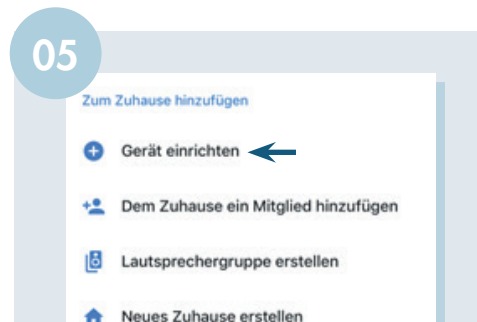 05
Zum Zuhause hinzufügen
Gerät einrichten
Dem Zuhause ein Mitglied hinzufügen
Lautsprechergruppe erstellen
Neues Zuhause erstellen